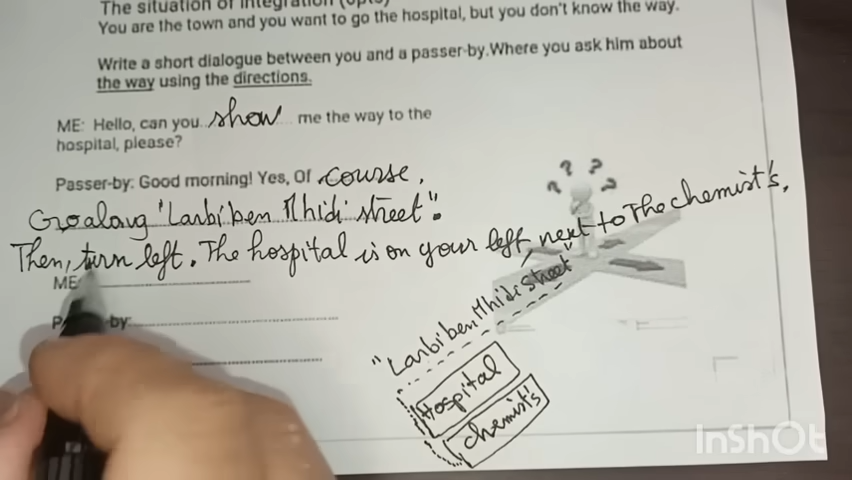 The situation of integration
You are the town and you want to go the hospital, but you don't know the way.
Write a short dialogue between you and a passer-by.Where you ask him about
the way using the directions.
ME: Hello, can you show me the way to the
hospital, please?
Passer-by: Good morning! Yes, Of course.
Go along "Larbi ben Mhidi street".
Then, turn left. The hospital is on your left, next to The chemist's.
ME:
-by:
? ? ? ?
"Larbi ben Mhidi street"
Hospital
chemist's
InShOt